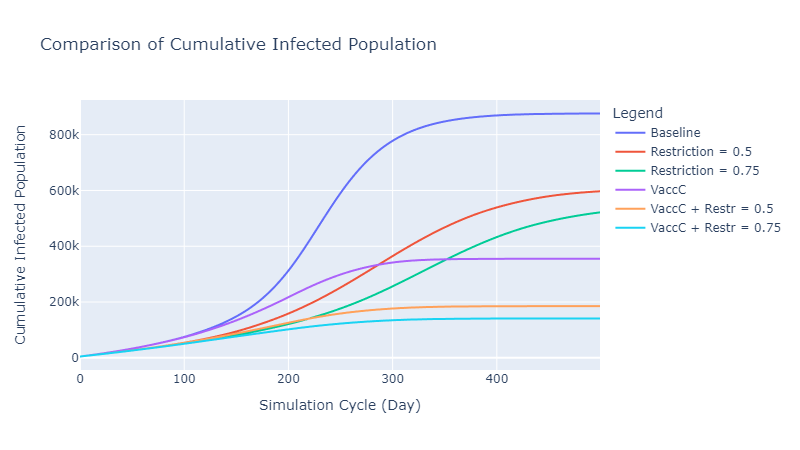 Comparison of Cumulative Infected Population
Cumulative Infected Population
800k
600k
400k
200k
0
0
100
200
300
400
Simulation Cycle (Day)
Legend
Baseline
Restriction = 0.5
Restriction = 0.75
VaccC
VaccC + Restr = 0.5
VaccC + Restr = 0.75